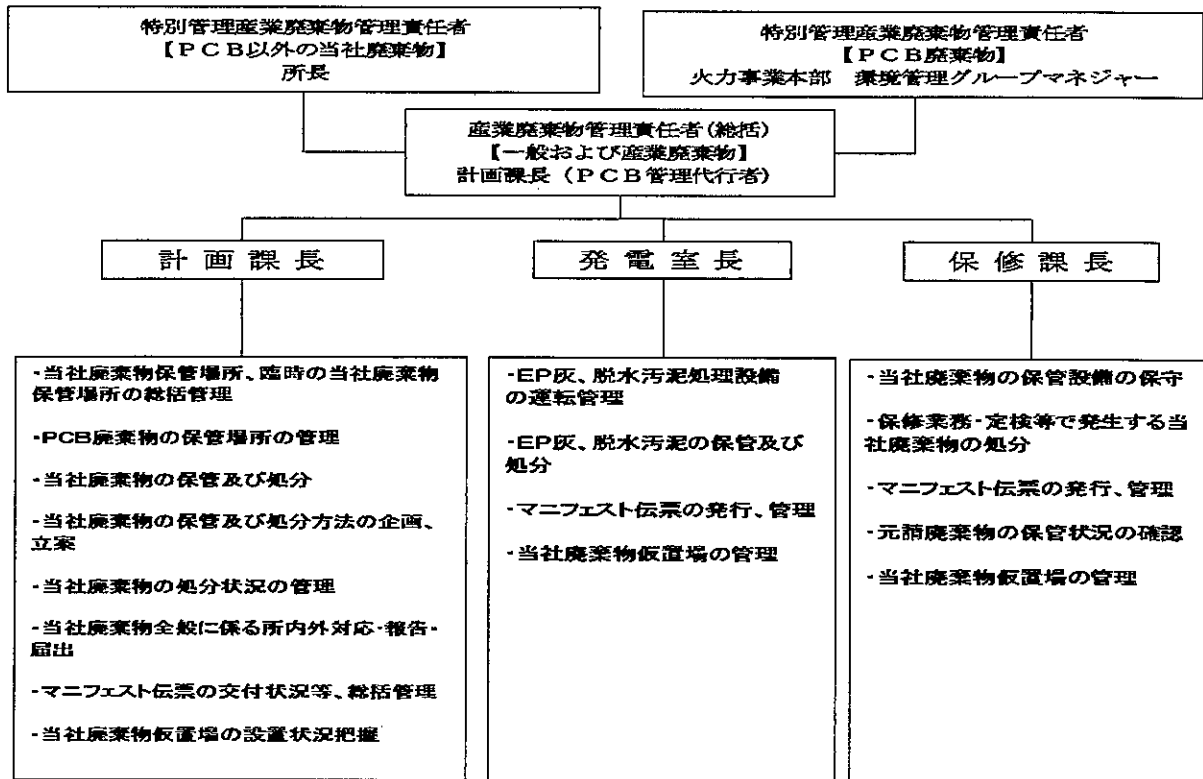 特別管理産業廃棄物管理責任者
【PCB以外の当社廃棄物】
所長
特別管理産業廃棄物管理責任者
【PCB廃棄物】
火力事業本部　環境管理グループマネジャー
産業廃棄物管理責任者(総括)
【一般および産業廃棄物】
計画課長（PCB管理代行者）
計画課長
発電室長
保修課長
･当社廃棄物保管場所、臨時の当社廃棄物
保管場所の総括管理
･PCB廃棄物の保管場所の管理
･当社廃棄物の保管及び処分
･当社廃棄物の保管及び処分方法の企画、
立案
･当社廃棄物の処分状況の管理
･当社廃棄物全般に係る所内外対応･報告･
届出
･マニフェスト伝票の交付状況等、総括管理
･当社廃棄物仮置場の設置状況把握
･EP灰、脱水汚泥処理設備
の運転管理
･EP灰、脱水汚泥の保管及び
処分
･マニフェスト伝票の発行、管理
･当社廃棄物仮置場の管理
･当社廃棄物の保管設備の保守
･保修業務･定検等で発生する当
社廃棄物の処分
･マニフェスト伝票の発行、管理
･元請廃棄物の保管状況の確認
･当社廃棄物仮置場の管理